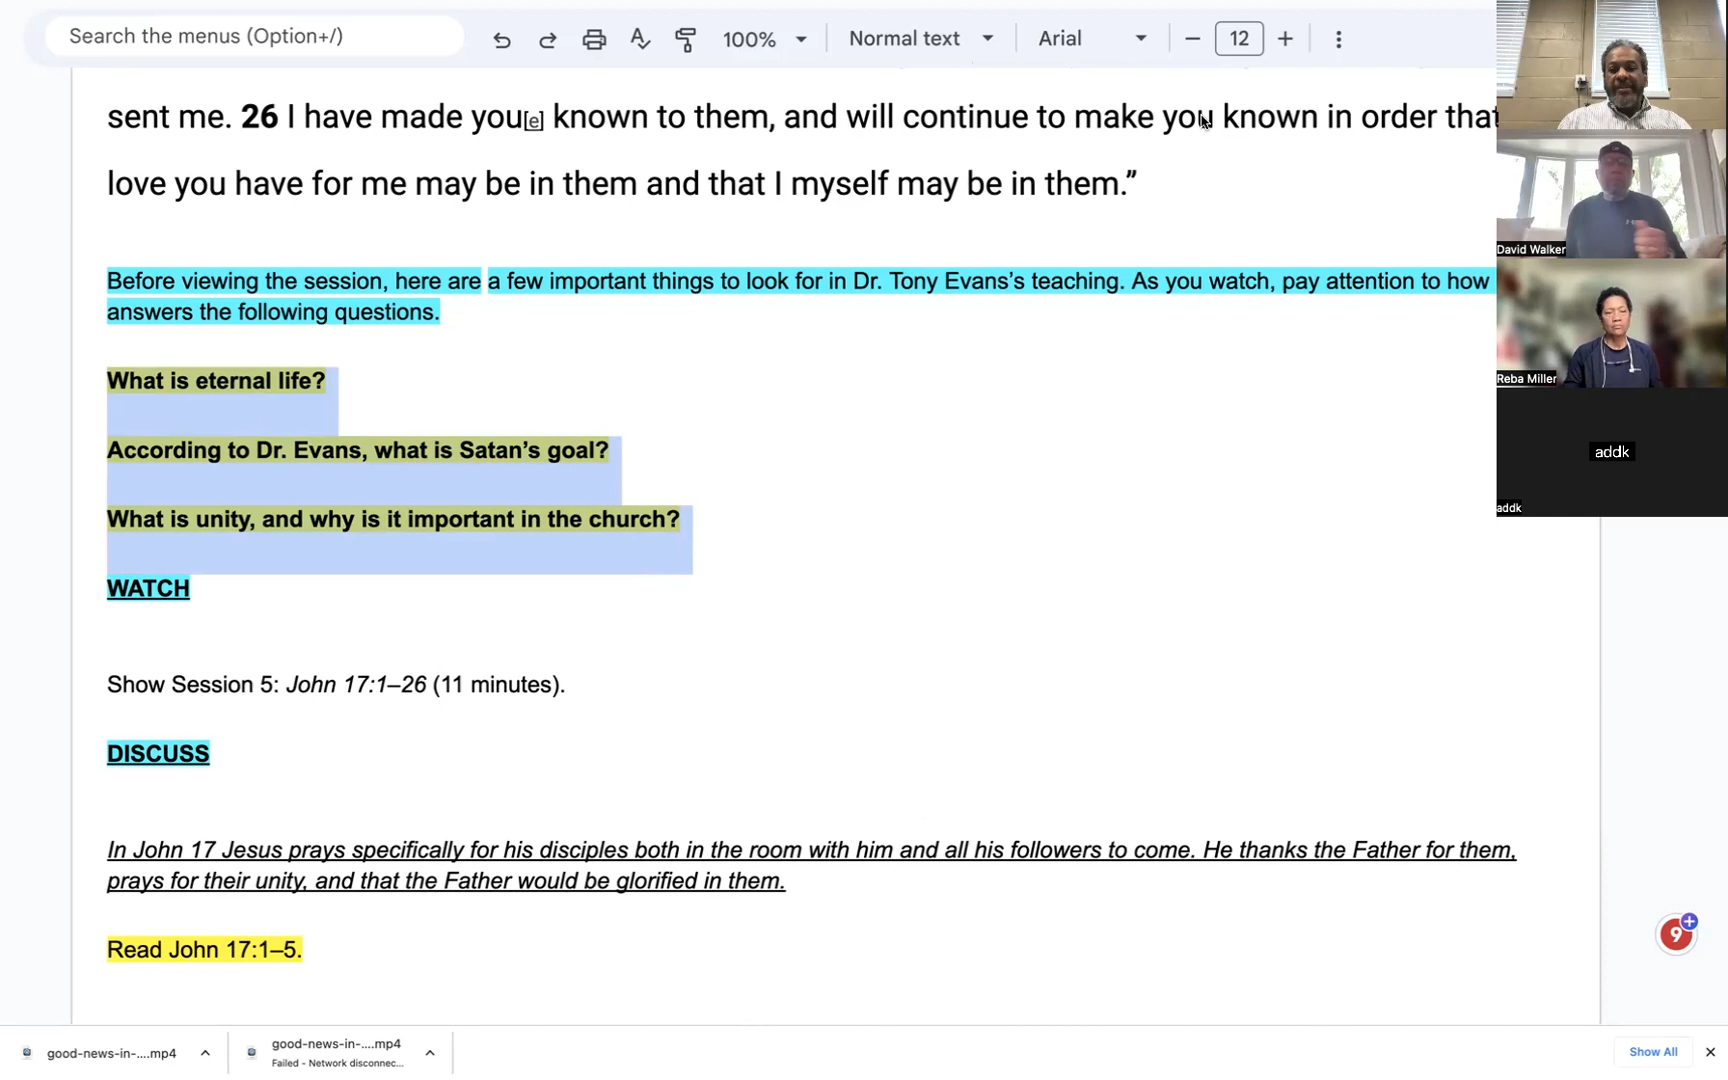 Search the menus (Option+/)
100%
Normal text
Arial
12
sent me. 26 I have made you[e] known to them, and will continue to make you known in order that
love you have for me may be in them and that I myself may be in them.”
Before viewing the session, here are a few important things to look for in Dr. Tony Evans’s teaching. As you watch, pay attention to how
answers the following questions.
What is eternal life?
According to Dr. Evans, what is Satan’s goal?
What is unity, and why is it important in the church?
WATCH
Show Session 5: John 17:1–26 (11 minutes).
DISCUSS
In John 17 Jesus prays specifically for his disciples both in the room with him and all his followers to come. He thanks the Father for them,
prays for their unity, and that the Father would be glorified in them.
Read John 17:1–5.
David Walker
Reba Miller
addk
addk
9
good-news-in-....mp4
good-news-in-....mp4
Failed - Network disconnec...
Show All